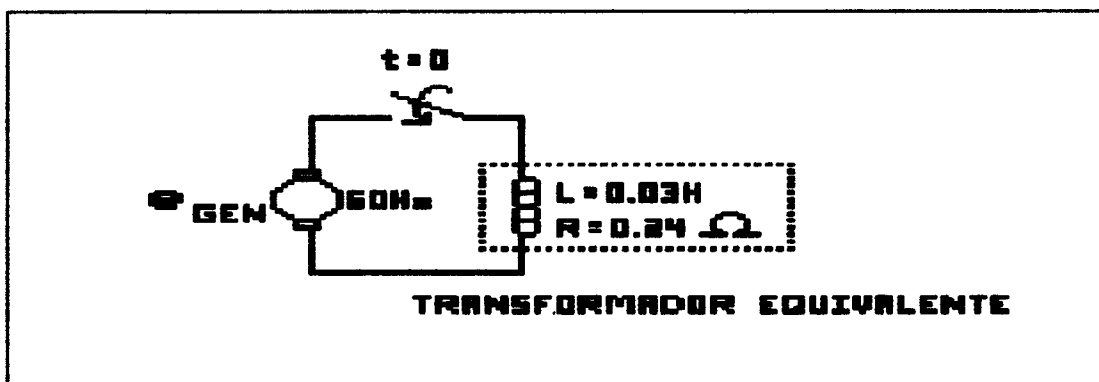 t = 0
e GEN 60Hz
L = 0.03H
R = 0.24 Ω
TRANSFORMADOR EQUIVALENTE